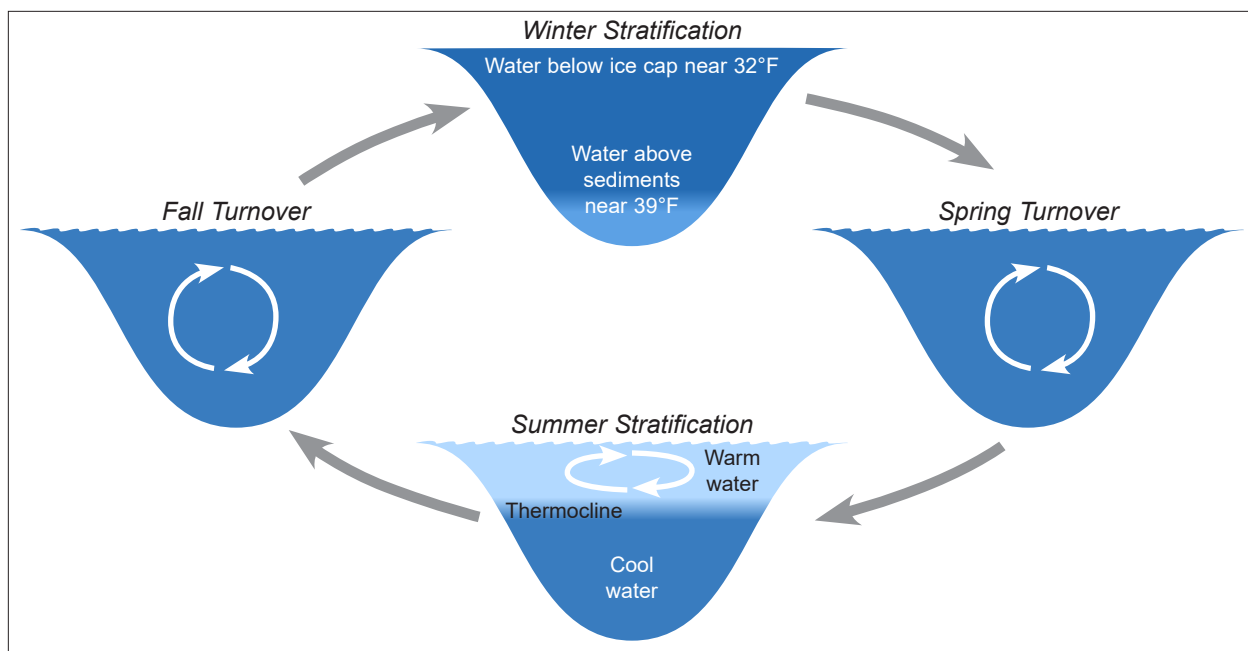 Winter Stratification
Water below ice cap near 32°F
Water above
sediments
near 39°F
Fall Turnover
Spring Turnover
Summer Stratification
Warm
water
Thermocline
Cool
water